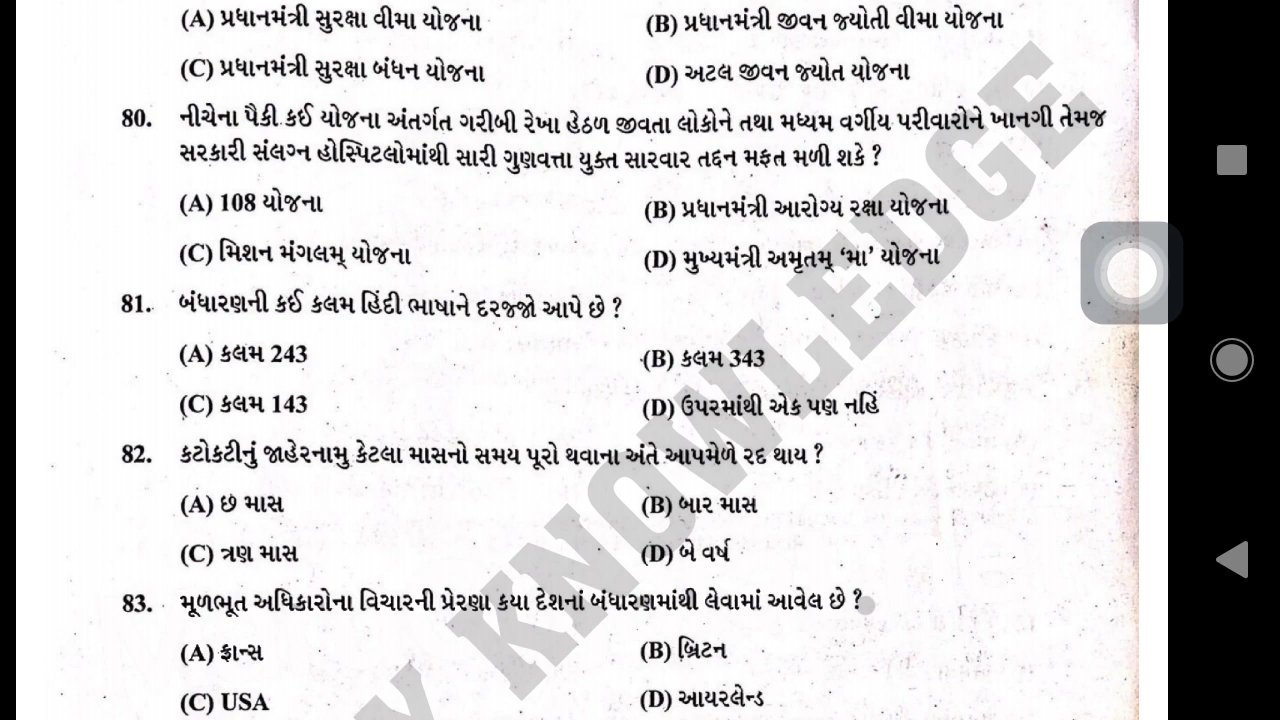 (A) પ્રધાનમંત્રી સુરક્ષા વીમા યોજના (B) પ્રધાનમંત્રી જીવન જ્યોતી વીમા યોજના
(C) પ્રધાનમંત્રી સુરક્ષા બંધન યોજના (D) અટલ જીવન જ્યોત યોજના
80. નીચેના પૈકી કઈ યોજના અંતર્ગત ગરીબી રેખા હેઠળ જીવતા લોકોને તથા મધ્યમ વર્ગીય પરીવારોને ખાનગી તેમજ
સરકારી સંલગ્ન હોસ્પિટલોમાંથી સારી ગુણવત્તા યુક્ત સારવાર તદ્દન મફત મળી શકે ?
(A) 108 યોજના (B) પ્રધાનમંત્રી આરોગ્ય રક્ષા યોજના
(C) મિશન મંગલમ્ યોજના (D) મુખ્યમંત્રી અમૃતમ્ ‘મા’ યોજના
81. બંધારણની કઈ કલમ હિંદી ભાષાને દરજ્જો આપે છે ?
(A) કલમ 243 (B) કલમ 343
(C) કલમ 143 (D) ઉપરમાંથી એક પણ નહિં
82. કટોકટીનું જાહેરનામુ કેટલા માસનો સમય પૂરો થવાના અંતે આપમેળે રદ થાય ?
(A) છ માસ (B) બાર માસ
(C) ત્રણ માસ (D) બે વર્ષ
83. મૂળભૂત અધિકારોના વિચારની પ્રેરણા કયા દેશનાં બંધારણમાંથી લેવામાં આવેલ છે ?
(A) ફ્રાન્સ (B) બ્રિટન
(C) USA (D) આયરલેન્ડ
KNOWLEDGE